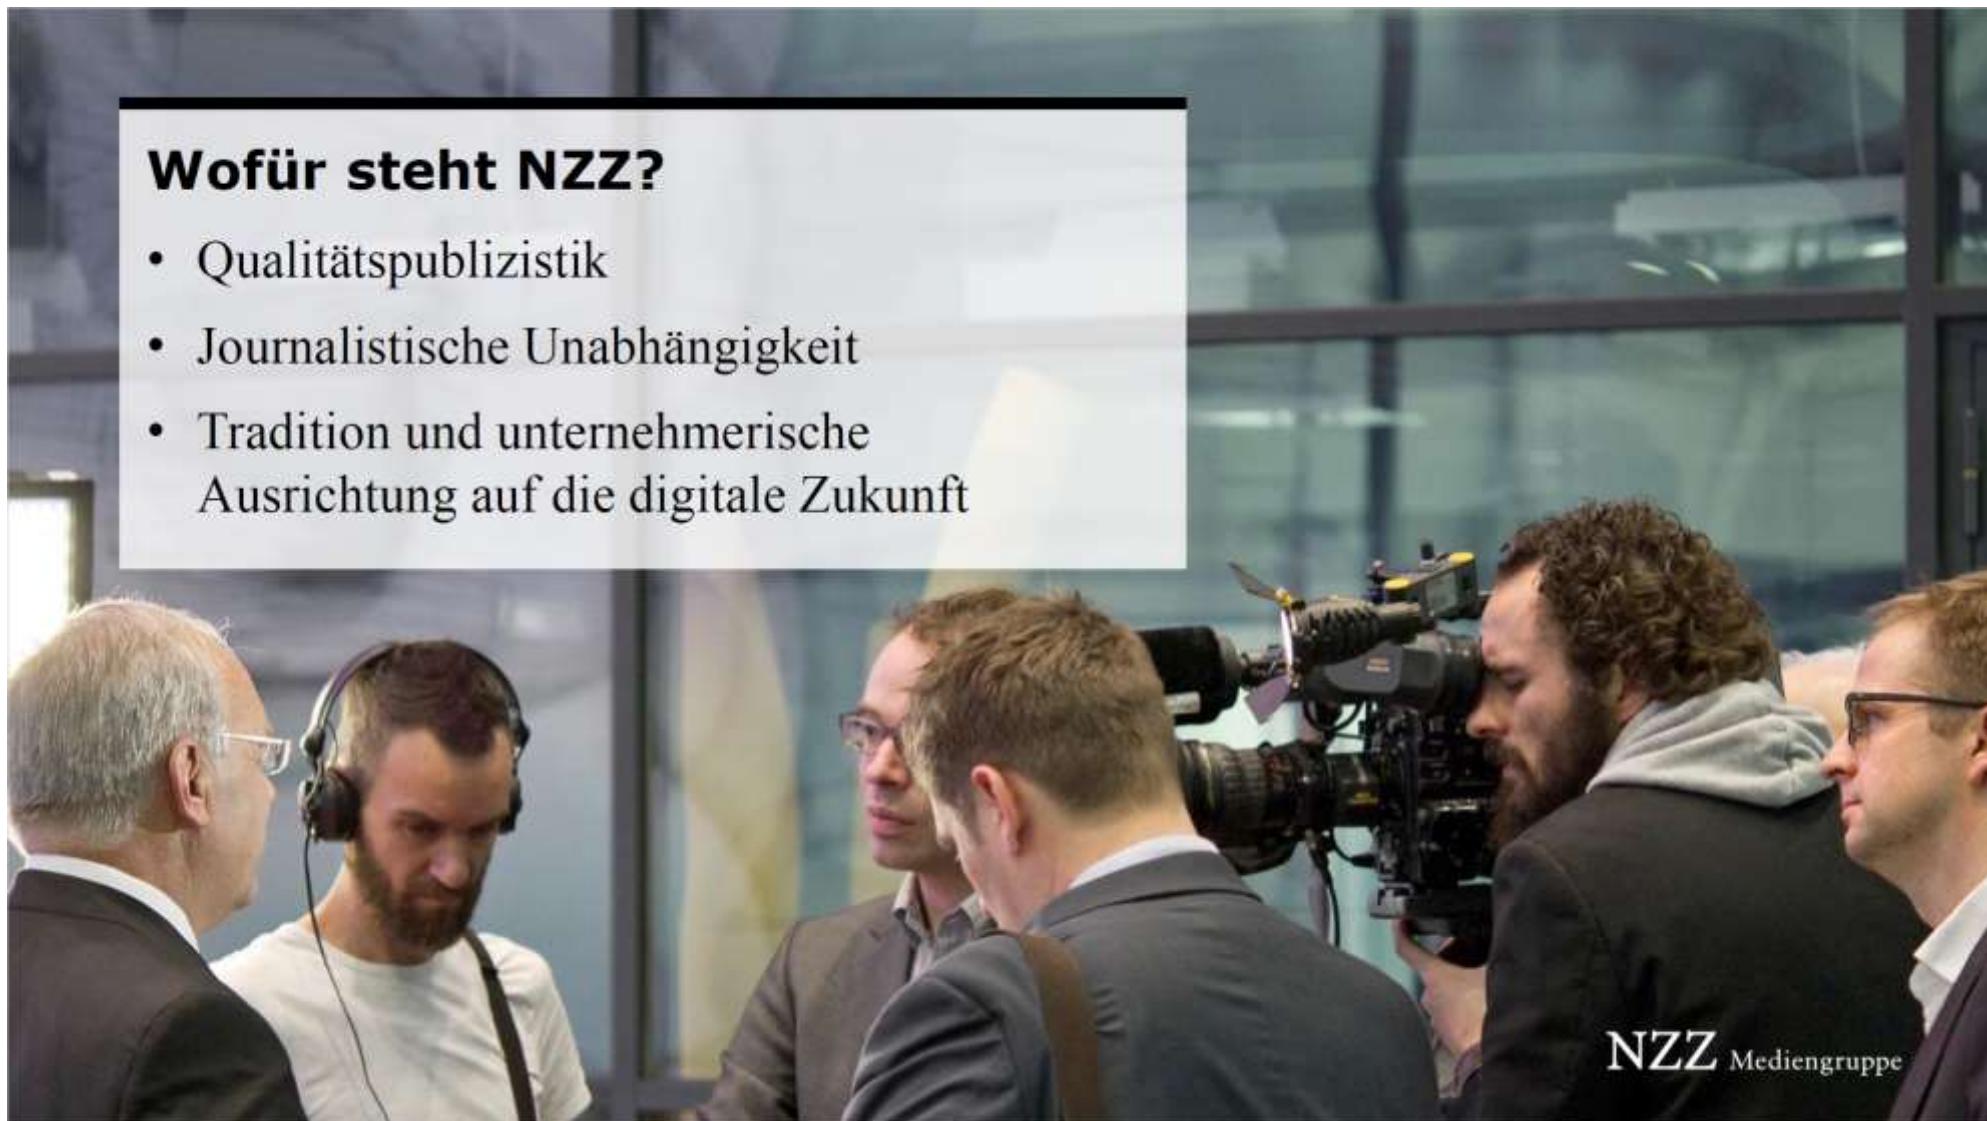 Wofür steht NZZ?
• Qualitätspublizistik
• Journalistische Unabhängigkeit
• Tradition und unternehmerische
Ausrichtung auf die digitale Zukunft
NZZ Mediengruppe